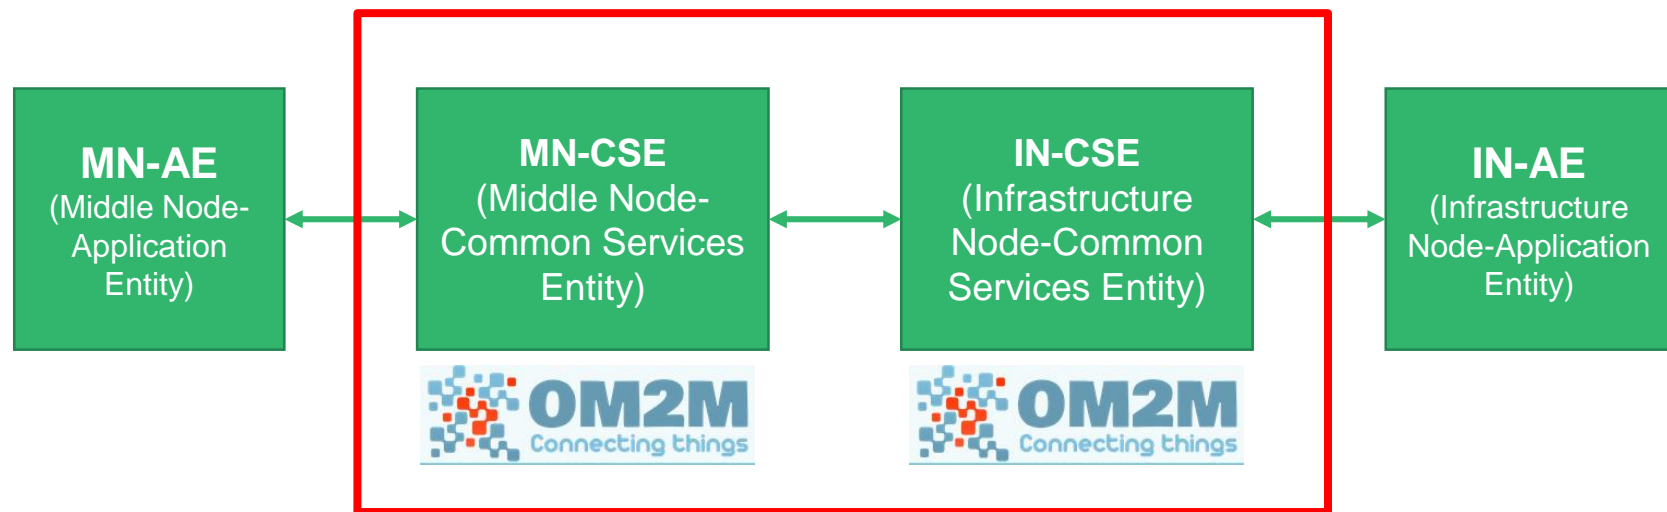 MN-AE
(Middle Node-
Application
Entity)
MN-CSE
(Middle Node-
Common Services
Entity)
IN-CSE
(Infrastructure
Node-Common
Services Entity)
IN-AE
(Infrastructure
Node-Application
Entity)
OM2M
Connecting things
OM2M
Connecting things